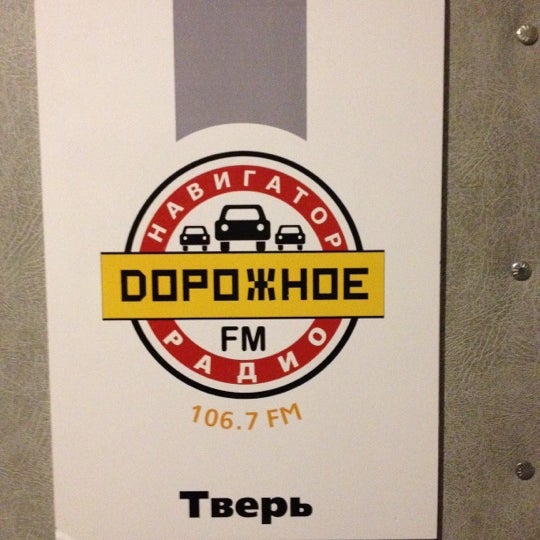 НАВИГАТОР
ДОРОЖНОЕ
FM
РАДИО
106.7 FM
Тверь